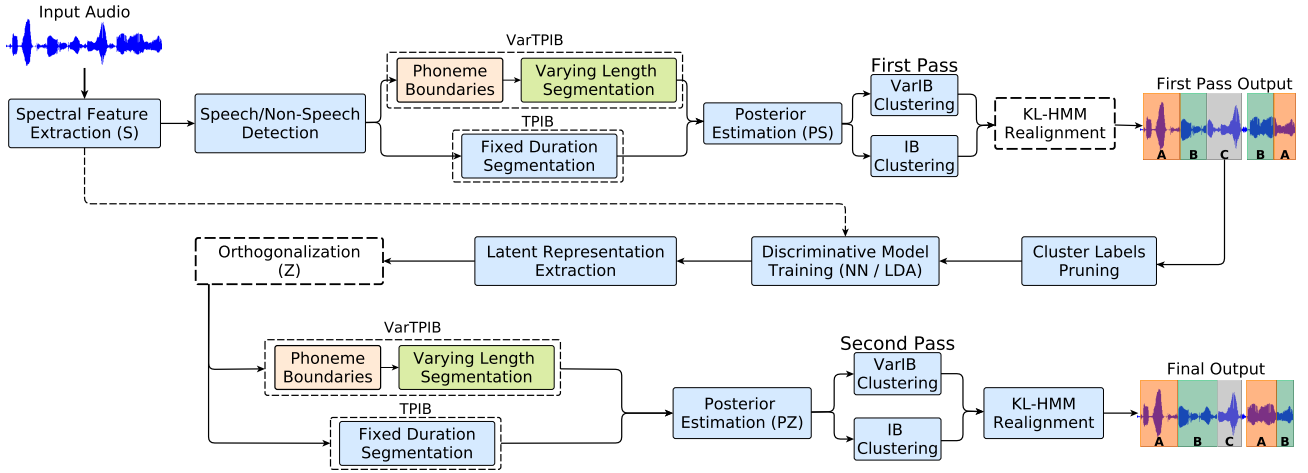 Input Audio
Spectral Feature
Extraction (S)
Speech/Non-Speech
Detection
VarTPIB
Phoneme
Boundaries
Varying Length
Segmentation
TPIB
Fixed Duration
Segmentation
Posterior
Estimation (PS)
First Pass
VarIB
Clustering
IB
Clustering
KL-HMM
Realignment
First Pass Output
A B C B A
Orthogonalization
(Z)
Latent Representation
Extraction
Discriminative Model
Training (NN / LDA)
Cluster Labels
Pruning
VarTPIB
Phoneme
Boundaries
Varying Length
Segmentation
TPIB
Fixed Duration
Segmentation
Posterior
Estimation (PZ)
Second Pass
VarIB
Clustering
IB
Clustering
KL-HMM
Realignment
Final Output
A B C A B